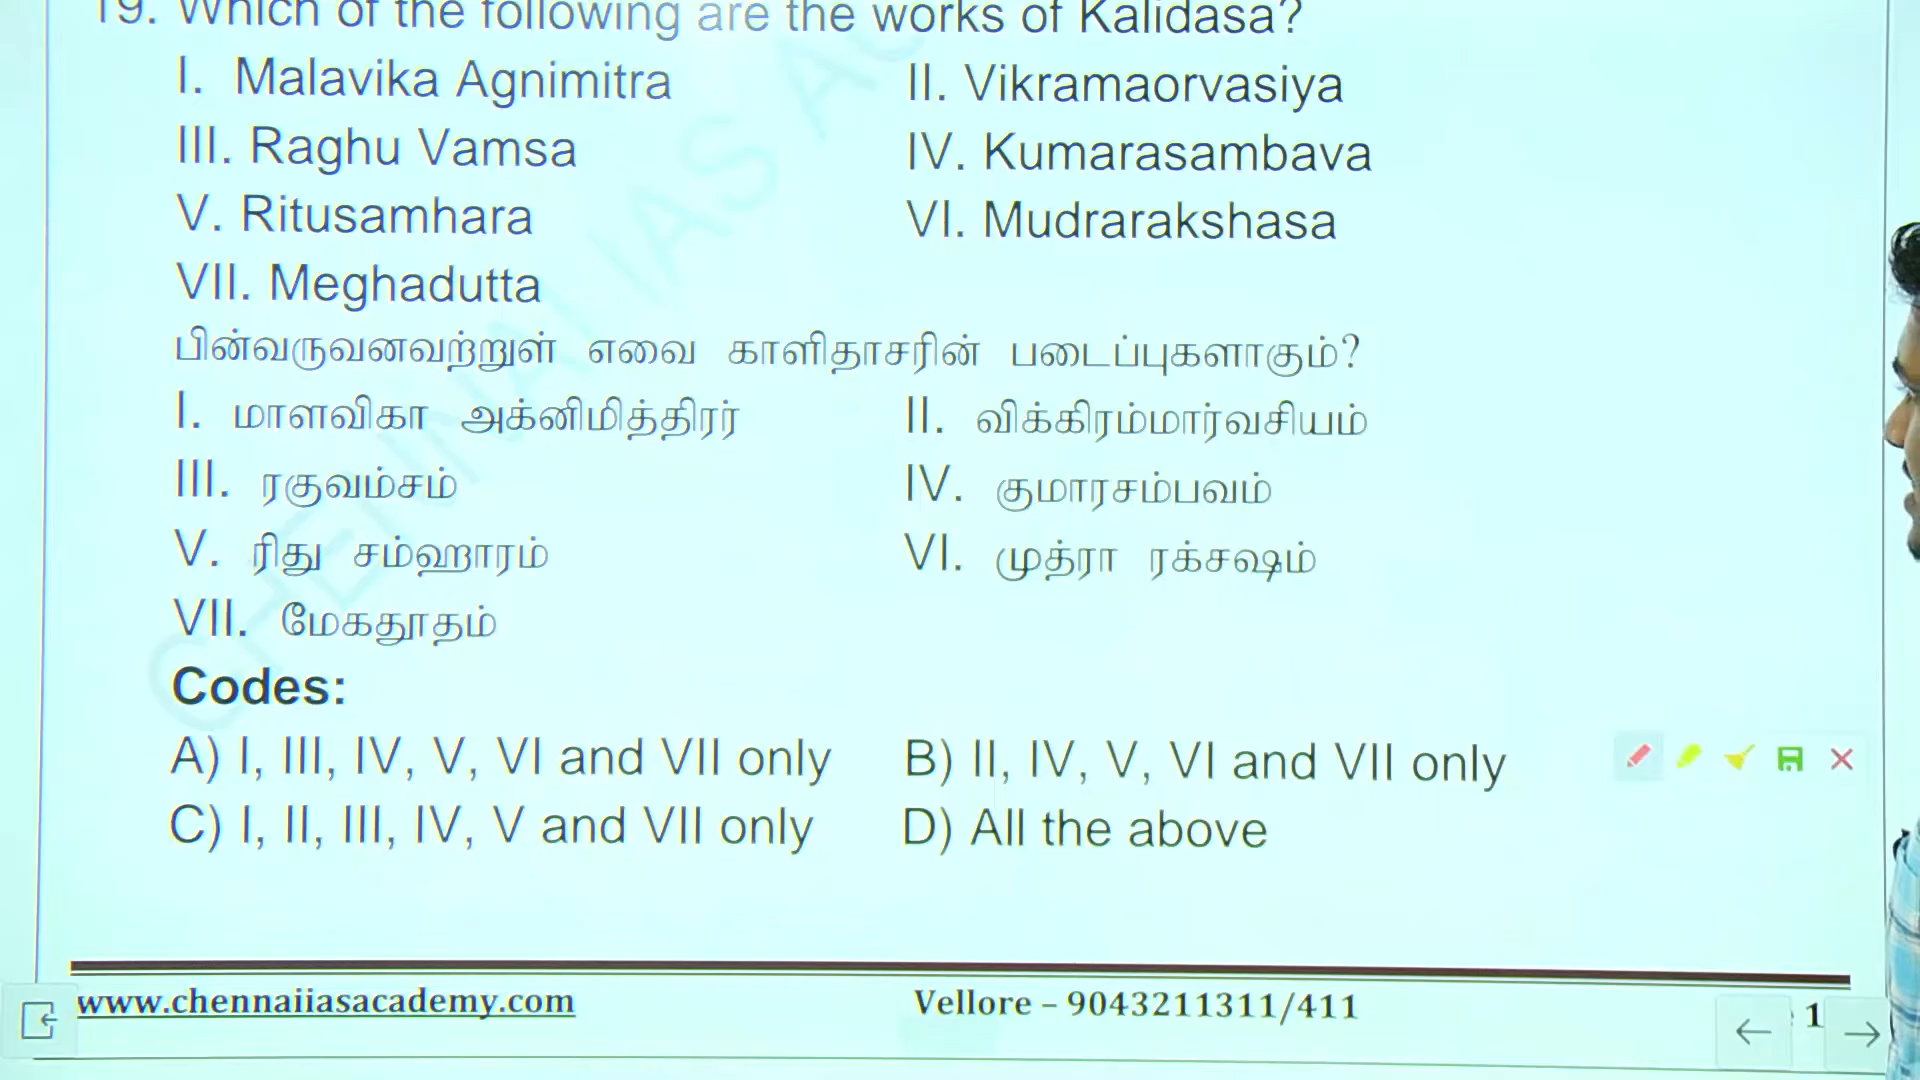 19. Which of the following are the works of Kalidasa?
I. Malavika Agnimitra II. Vikramaorvasiya
III. Raghu Vamsa IV. Kumarasambava
V. Ritusamhara VI. Mudrarakshasa
VII. Meghadutta
பின்வருவனவற்றுள் எவை காளிதாசரின் படைப்புகளாகும்?
I. மாளவிகா அக்னிமித்திரர் II. விக்கிரம்மார்வசியம்
III. ரகுவம்சம் IV. குமாரசம்பவம்
V. ரிது சம்ஹாரம் VI. முத்ரா ரக்சஷம்
VII. மேகதூதம்
Codes:
A) I, III, IV, V, VI and VII only B) II, IV, V, VI and VII only
C) I, II, III, IV, V and VII only D) All the above
www.chennaiiasacademy.com Vellore – 9043211311/411 1
CHENNAI IAS AC